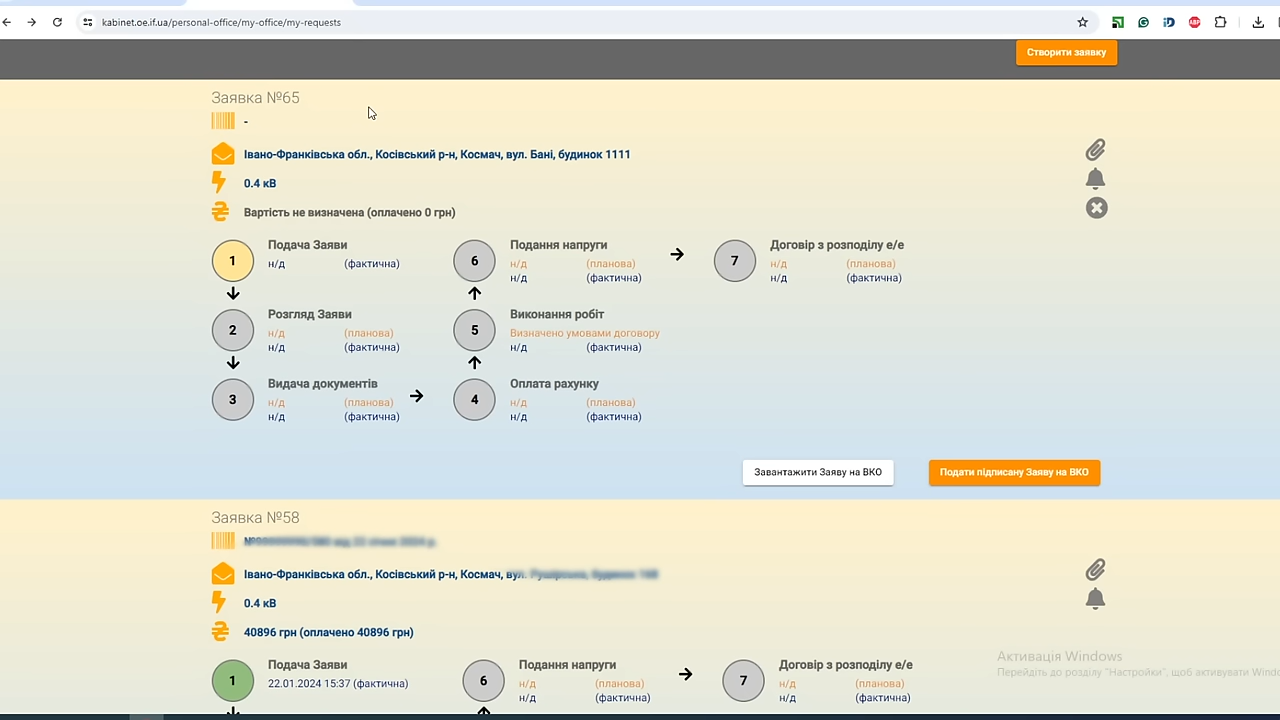 kabinet.oe.if.ua/personal-office/my-office/my-requests
Створити заявку
Заявка №65
-
Івано-Франківська обл., Косівський р-н, Космач, вул. Бані, будинок 1111
0.4 кВ
Вартість не визначена (оплачено 0 грн)
1 Подача Заяви
н/д (фактична)
6 Подання напруги
н/д (планова)
н/д (фактична)
7 Договір з розподілу е/е
н/д (планова)
н/д (фактична)
2 Розгляд Заяви
н/д (планова)
н/д (фактична)
5 Виконання робіт
Визначено умовами договору
н/д (фактична)
3 Видача документів
н/д (планова)
н/д (фактична)
4 Оплата рахунку
н/д (планова)
н/д (фактична)
Завантажити Заяву на ВКО
Подати підписану Заяву на ВКО
Заявка №58
Івано-Франківська обл., Косівський р-н, Космач, вул.
0.4 кВ
40896 грн (оплачено 40896 грн)
1 Подача Заяви
22.01.2024 15:37 (фактична)
6 Подання напруги
н/д (планова)
н/д (фактична)
7 Договір з розподілу е/е
н/д (планова)
н/д (фактична)
Активація Windows
Перейдіть до розділу "Настройки", щоб активувати